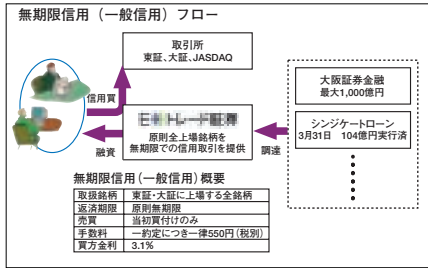 無期限信用（一般信用）フロー
取引所
東証、大証、JASDAQ
信用買
大阪証券金融
最大1,000億円
トレード証券
原則全上場銘柄を
無期限での信用取引を提供
融資
調達
シンジケートローン
3月31日 104億円実行済
無期限信用（一般信用）概要
取扱銘柄 東証・大証に上場する全銘柄
返済期限 原則無期限
売買 当初買付けのみ
手数料 一約定につき一律550円（税別）
買方金利 3.1%